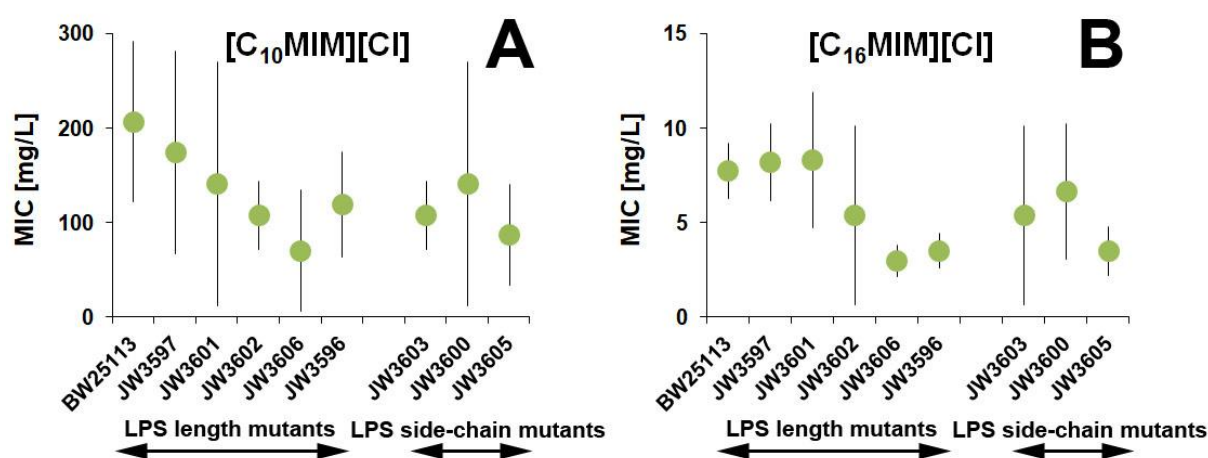 [C10MIM][Cl] A
MIC [mg/L]
300
200
100
0
BW25113
JW3597
JW3601
JW3602
JW3606
JW3596
JW3603
JW3600
JW3605
LPS length mutants
LPS side-chain mutants
[C16MIM][Cl] B
MIC [mg/L]
15
10
5
0
BW25113
JW3597
JW3601
JW3602
JW3606
JW3596
JW3603
JW3600
JW3605
LPS length mutants
LPS side-chain mutants